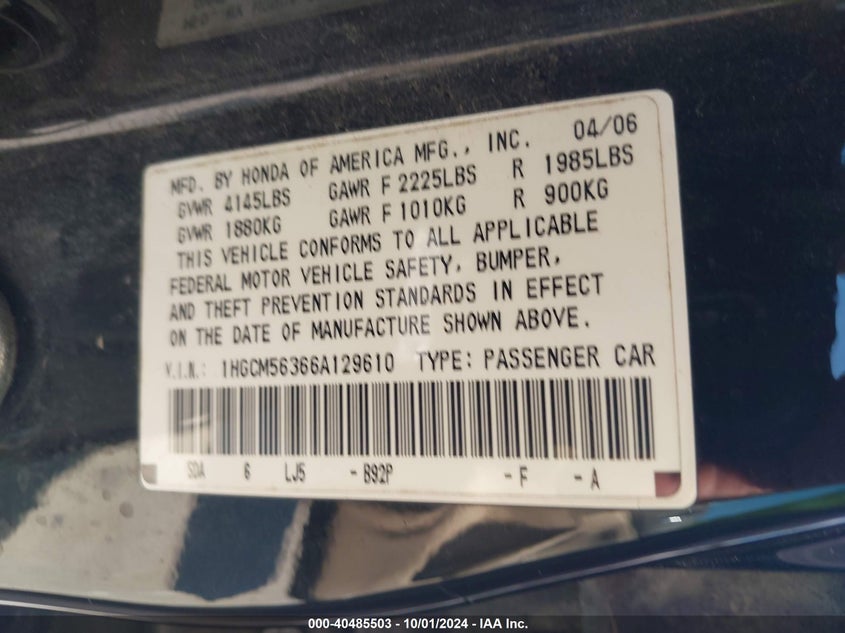 MFD. BY HONDA OF AMERICA MFG., INC. 04/06
GVWR 4145LBS GAWR F 2225LBS R 1985LBS
GVWR 1880KG GAWR F 1010KG R 900KG
THIS VEHICLE CONFORMS TO ALL APPLICABLE
FEDERAL MOTOR VEHICLE SAFETY, BUMPER,
AND THEFT PREVENTION STANDARDS IN EFFECT
ON THE DATE OF MANUFACTURE SHOWN ABOVE.
V.I.N.: 1HGCM56366A129610 TYPE: PASSENGER CAR
SDA 6 LJ5 - B92P - F - A
000-40485503 - 10/01/2024 - IAA Inc.